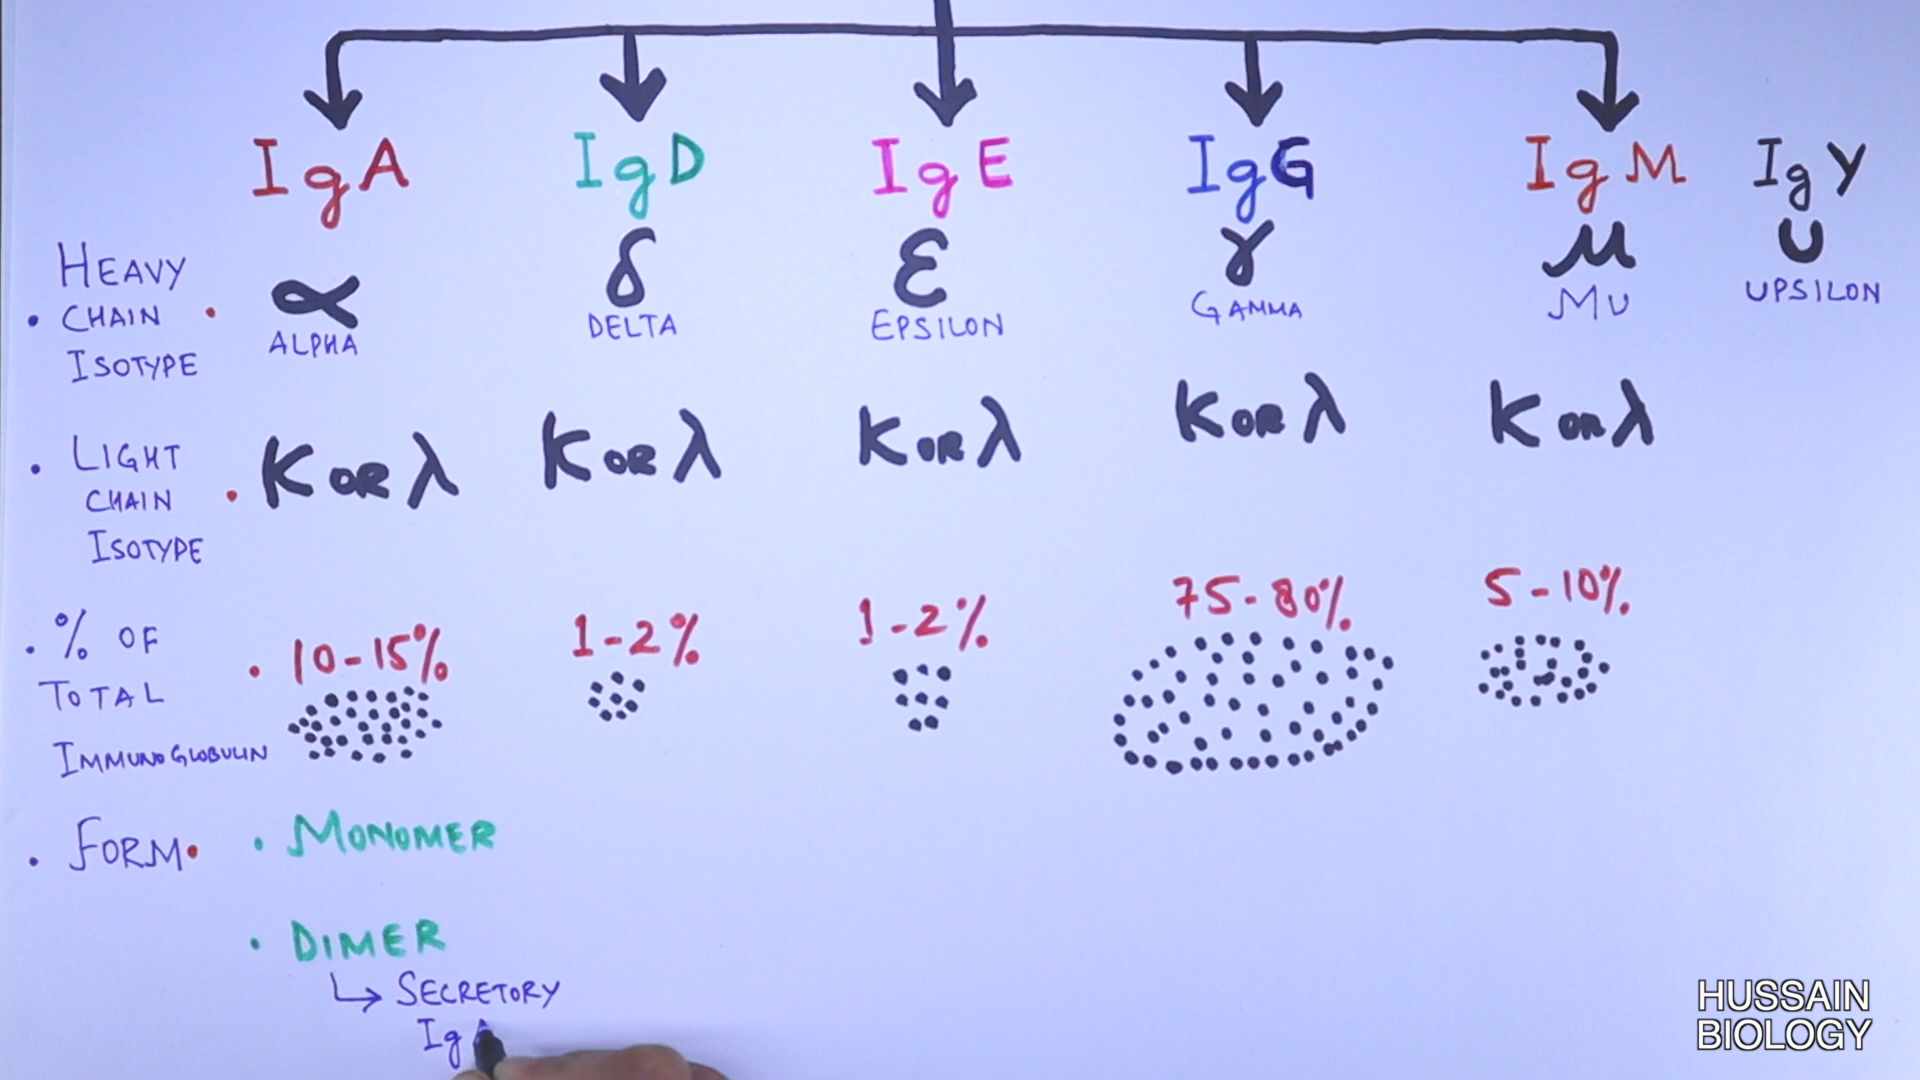 IgA IgD IgE IgG IgM IgY
HEAVY
CHAIN
ISOTYPE
α δ ε γ μ υ
ALPHA DELTA EPSILON GAMMA MU UPSILON
LIGHT
CHAIN
ISOTYPE
K OR λ K OR λ K OR λ K OR λ K OR λ
% OF
TOTAL
IMMUNOGLOBULIN
10-15% 1-2% 1-2% 75-80% 5-10%
FORM
MONOMER
DIMER
↳ SECRETORY
IgA
HUSSAIN
BIOLOGY